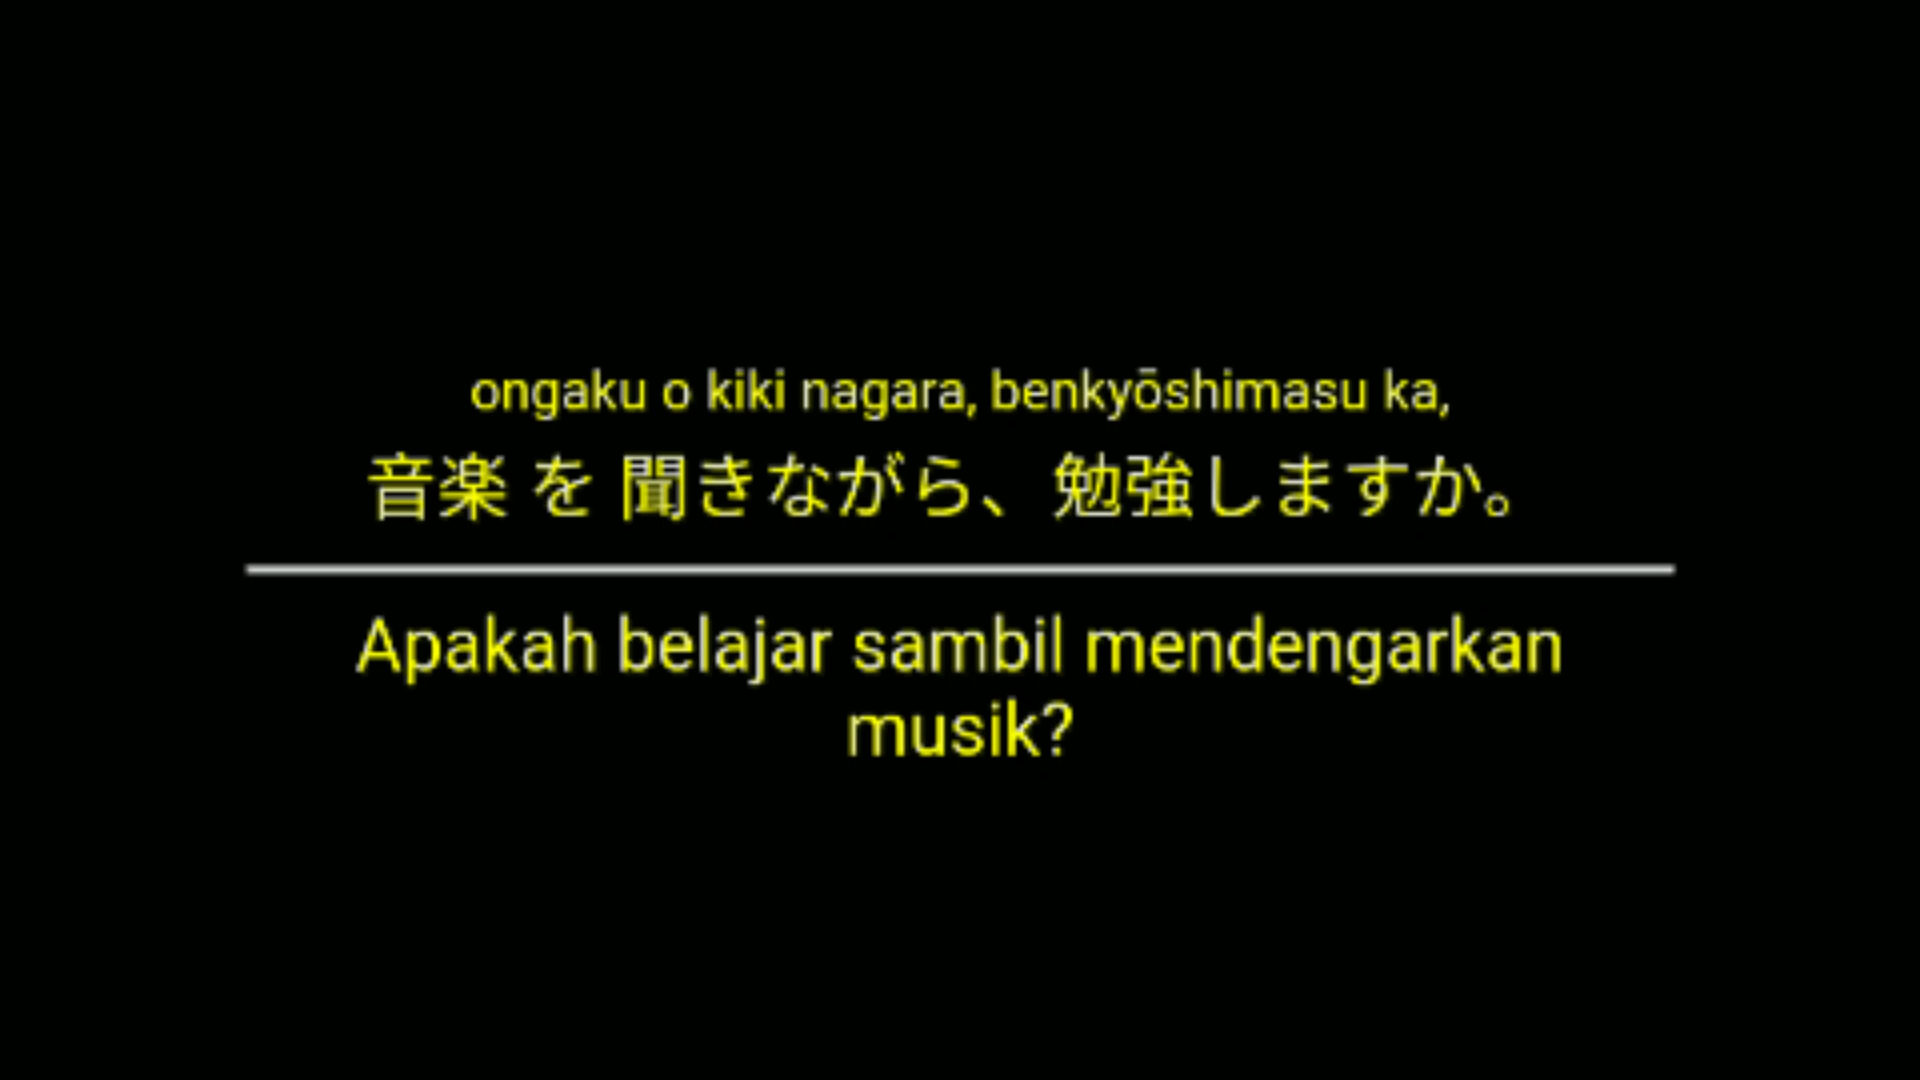 ongaku o kiki nagara, benkyōshimasu ka,
音楽 を 聞きながら、勉強しますか。
Apakah belajar sambil mendengarkan
musik?